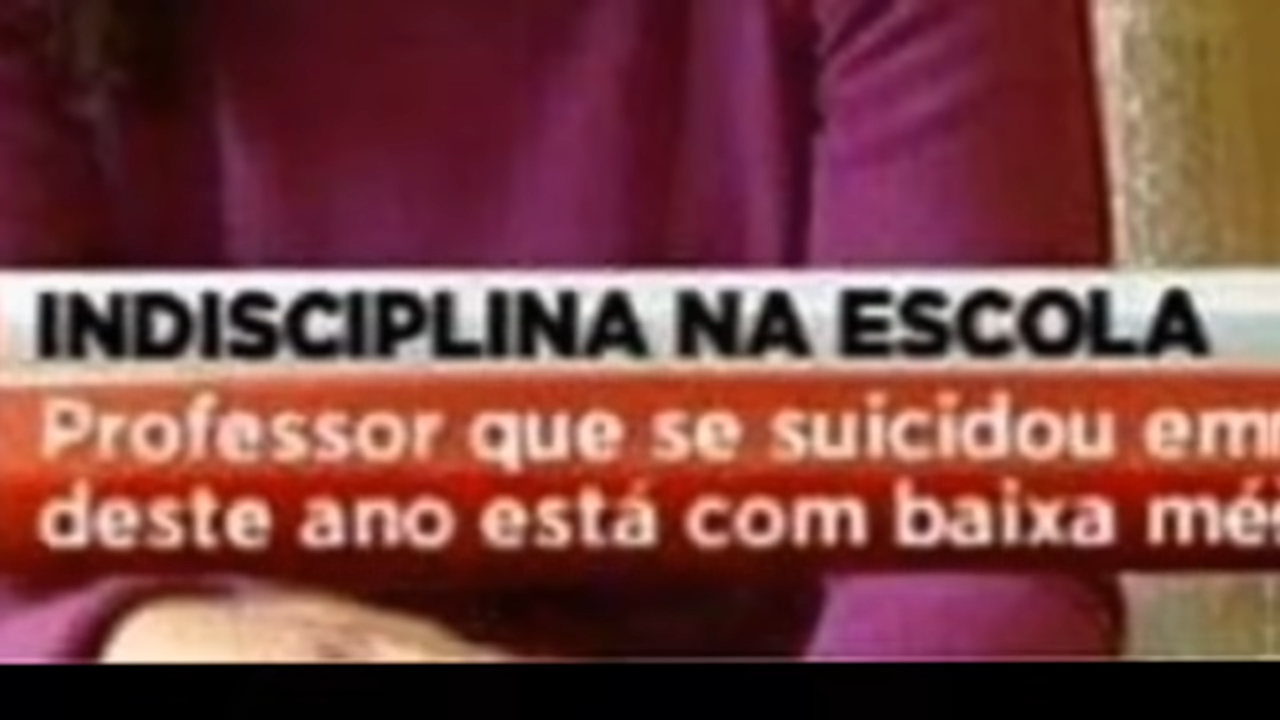 INDISCIPLINA NA ESCOLA
Professor que se suicidou em
deste ano está com baixa